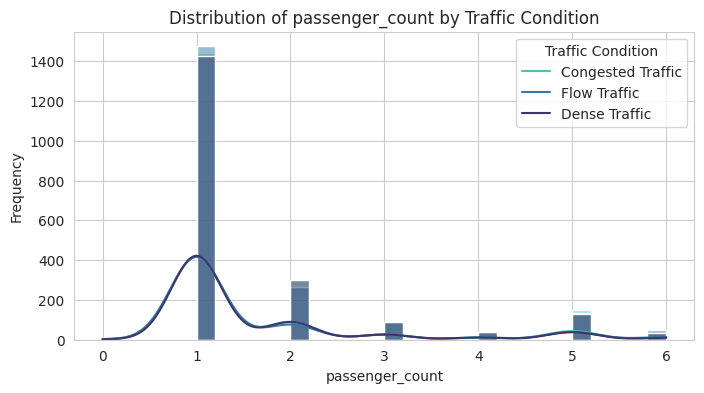 Distribution of passenger_count by Traffic Condition
Frequency
1400
1200
1000
800
600
400
200
0
Traffic Condition
Congested Traffic
Flow Traffic
Dense Traffic
0 1 2 3 4 5 6
passenger_count